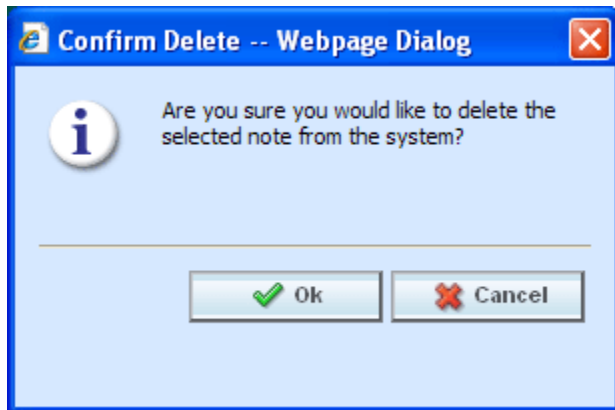 Confirm Delete -- Webpage Dialog
Are you sure you would like to delete the
selected note from the system?
Ok
Cancel